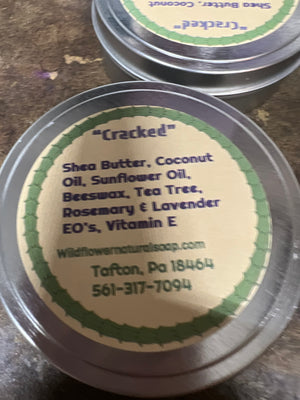 "Cracked"
Shea Butter, Coconut
"Cracked"
Shea Butter, Coconut
Oil, Sunflower Oil,
Beeswax, Tea Tree,
Rosemary & Lavender
EO's, Vitamin E
Wildflowernaturalsoap.com
Tafton, Pa 18464
561-317-7094